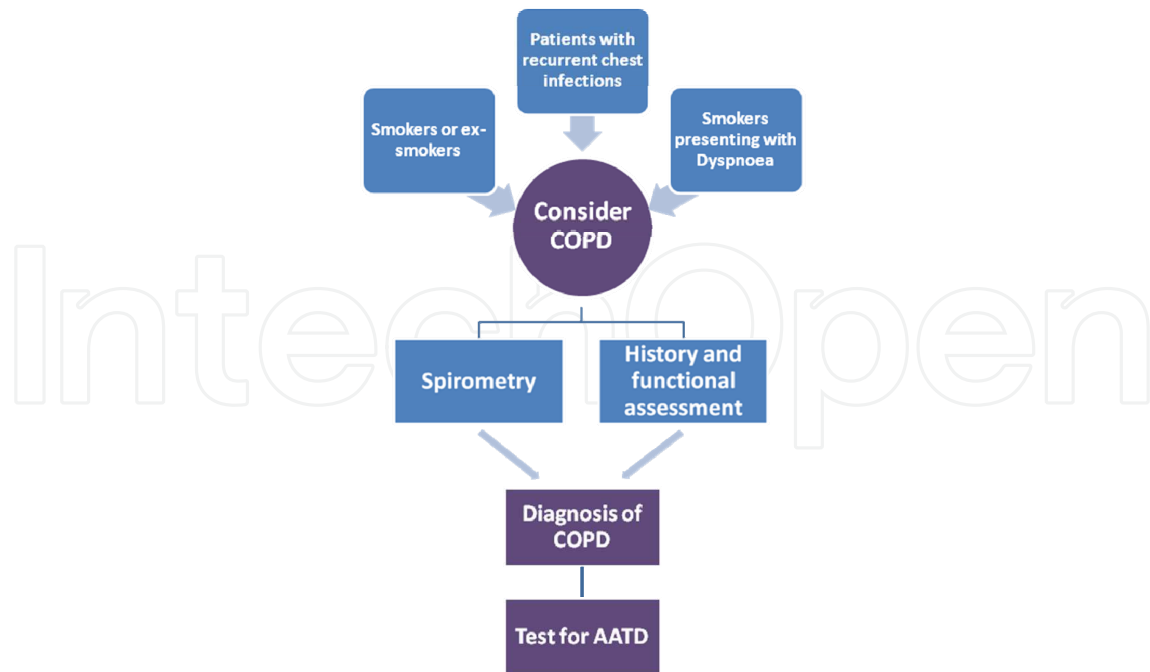 Patients with
recurrent chest
infections
Smokers or ex-
smokers
Smokers
presenting with
Dyspnoea
Consider
COPD
IntechOpen
Spirometry
History and
functional
assessment
Diagnosis of
COPD
Test for AATD